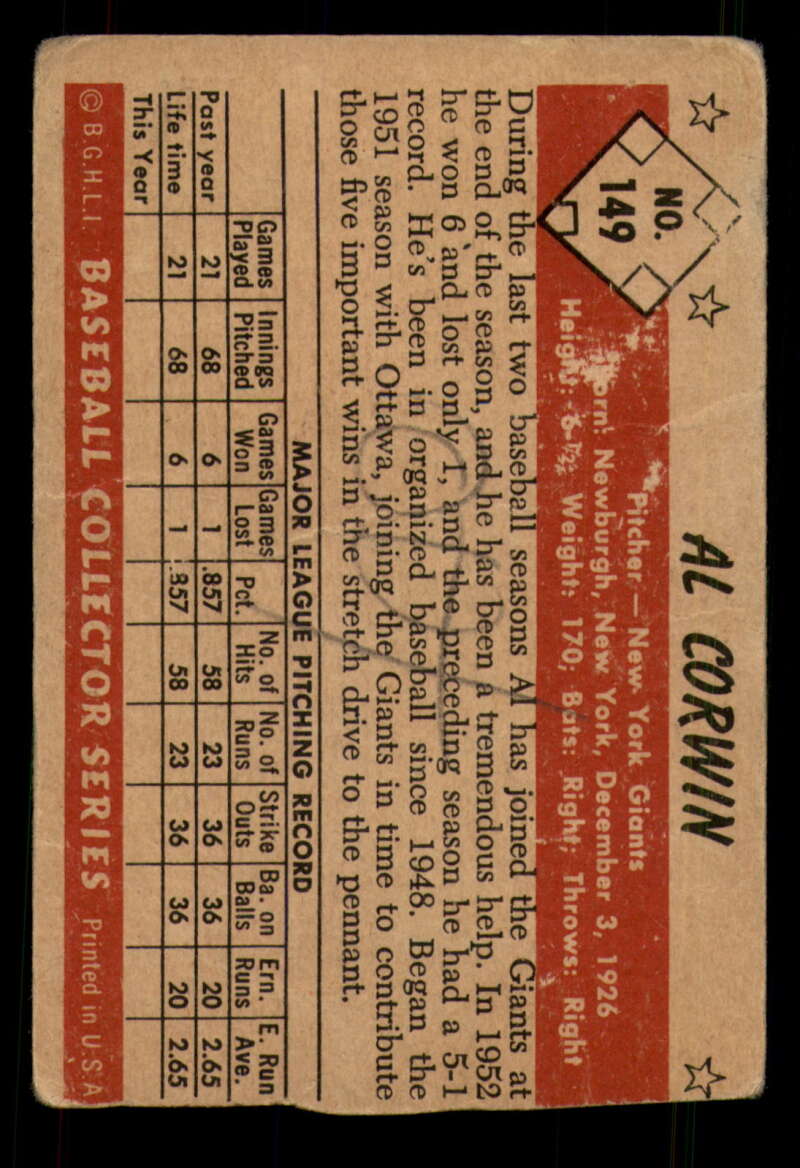 AL CORWIN
NO.
149
Pitcher — New York Giants
Newburgh, New York, December 3, 1926
Height: 6-½ Weight: 170; Bats: Right; Throws: Right
During the last two baseball seasons Al has joined the Giants at
the end of the season, and he has been a tremendous help. In 1952
he won 6 and lost only 1, and the preceding season he had a 5-1
record. He's been in organized baseball since 1948. Began the
1951 season with Ottawa, joining the Giants in time to contribute
those five important wins in the stretch drive to the pennant.
MAJOR LEAGUE PITCHING RECORD
Games Played Innings Pitched Games Won Games Lost Pct. No. of Hits No. of Runs Strike Outs Ba. on Balls Ern. Runs E. Run Ave.
Past year 21 68 6 1 .857 58 23 36 36 20 2.65
Life time 21 68 6 1 .857 58 23 36 36 20 2.65
This Year
© B.G.H.L.I. BASEBALL COLLECTOR SERIES Printed in U.S.A